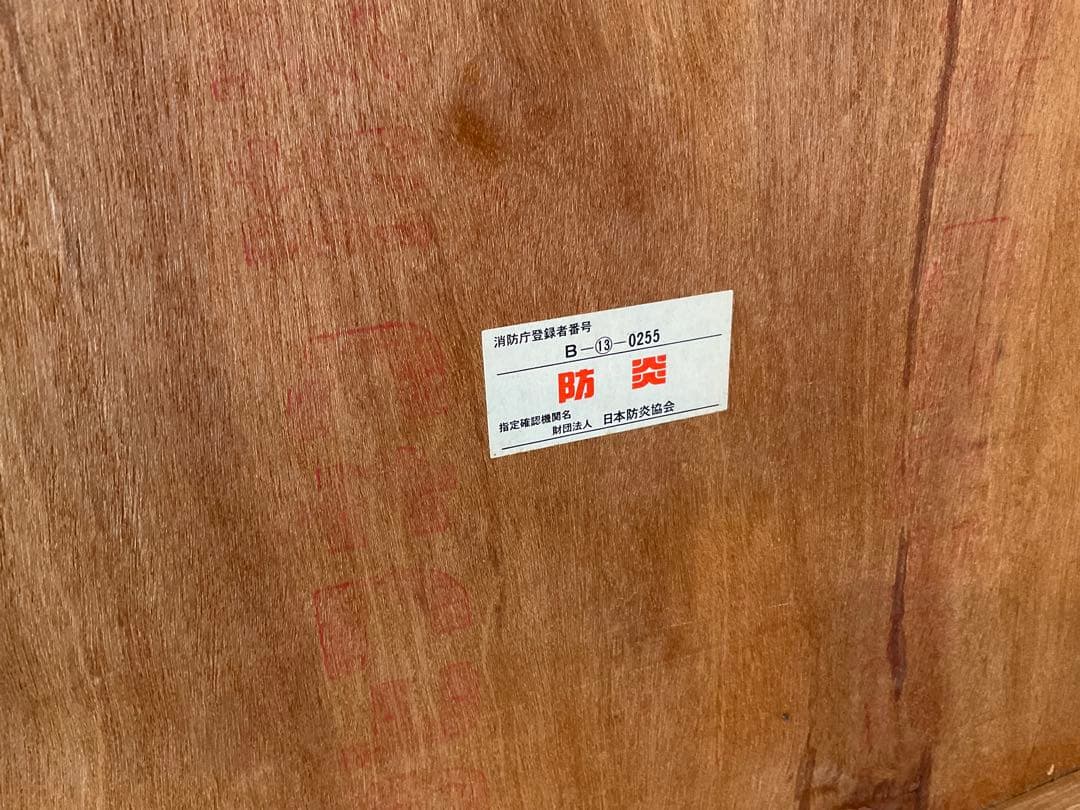 消防庁登録者番号
B-⑬-0255
防炎
指定確認機関名
財団法人 日本防炎協会